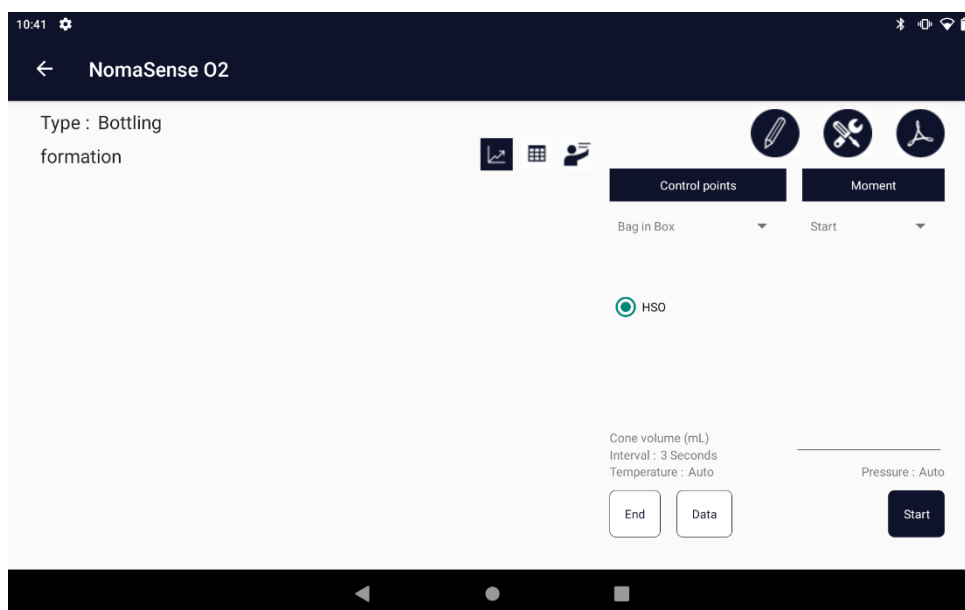 10:41
NomaSense O2
Type : Bottling
formation
Control points
Moment
Bag in Box
Start
HSO
Cone volume (mL)
Interval : 3 Seconds
Temperature : Auto
Pressure : Auto
End
Data
Start